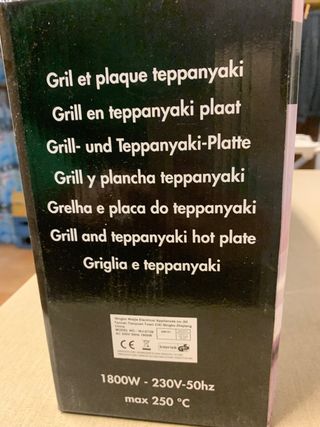 Gril et plaque teppanyaki
Grill en teppanyaki plaat
Grill- und Teppanyaki-Platte
Grill y plancha teppanyaki
Grelha e placa do teppanyaki
Grill and teppanyaki hot plate
Griglia e teppanyaki
China
1800W - 230V-50hz
max 250 °C